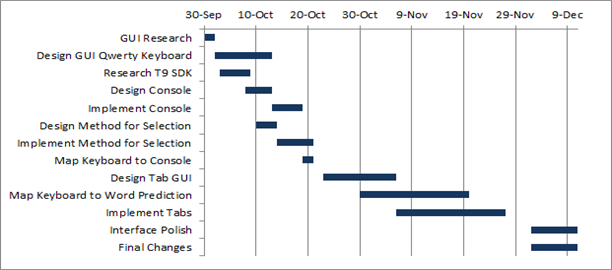 30-Sep 10-Oct 20-Oct 30-Oct 9-Nov 19-Nov 29-Nov 9-Dec
GUI Research
Design GUI Qwerty Keyboard
Research T9 SDK
Design Console
Implement Console
Design Method for Selection
Implement Method for Selection
Map Keyboard to Console
Design Tab GUI
Map Keyboard to Word Prediction
Implement Tabs
Interface Polish
Final Changes